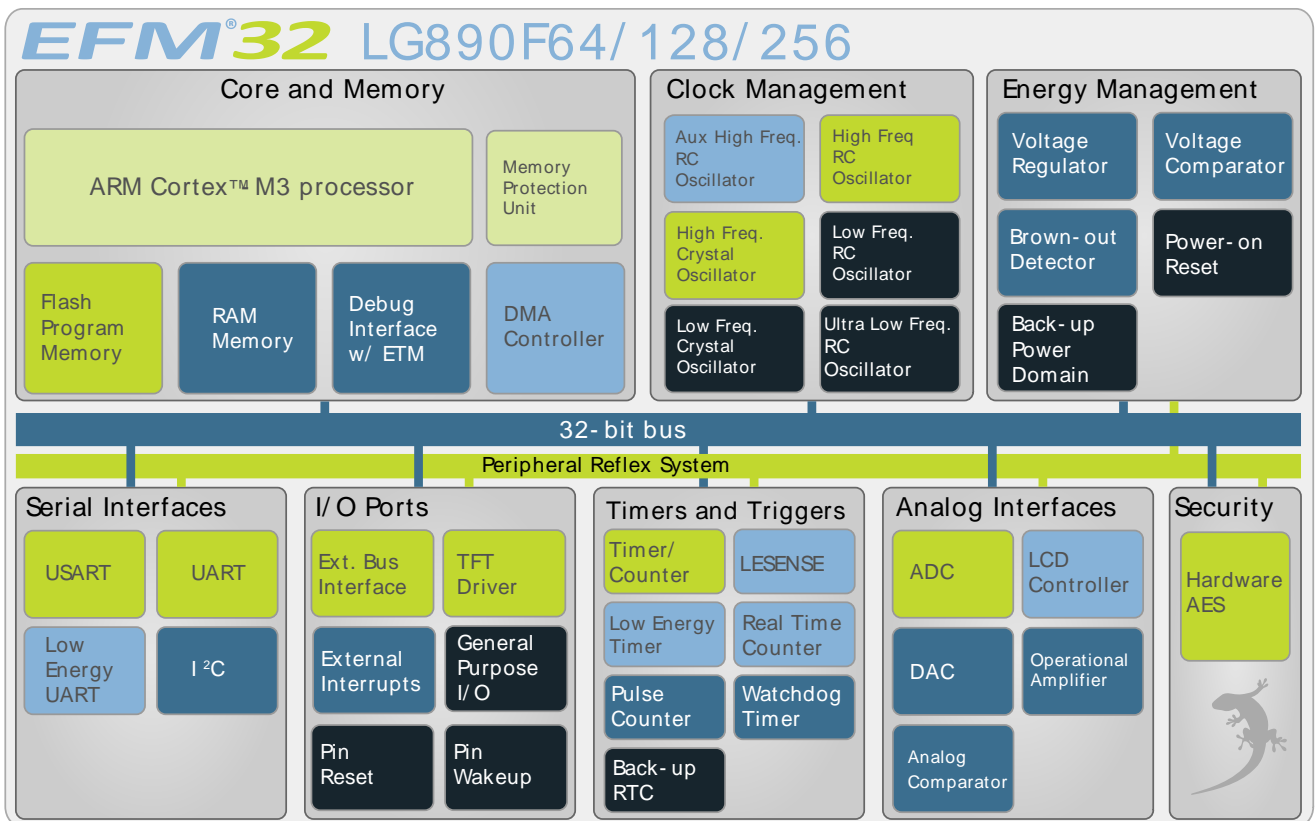 EFM®32 LG890F64/128/256
Core and Memory
ARM Cortex™ M3 processor
Memory
Protection
Unit
Flash
Program
Memory
RAM
Memory
Debug
Interface
w/ ETM
DMA
Controller
Clock Management
Aux High Freq.
RC
Oscillator
High Freq
RC
Oscillator
High Freq.
Crystal
Oscillator
Low Freq.
RC
Oscillator
Low Freq.
Crystal
Oscillator
Ultra Low Freq.
RC
Oscillator
Energy Management
Voltage
Regulator
Voltage
Comparator
Brown-out
Detector
Power-on
Reset
Back-up
Power
Domain
32-bit bus
Peripheral Reflex System
Serial Interfaces
USART
UART
Low
Energy
UART
I²C
I/O Ports
Ext. Bus
Interface
TFT
Driver
External
Interrupts
General
Purpose
I/O
Pin
Reset
Pin
Wakeup
Timers and Triggers
Timer/
Counter
LESENSE
Low Energy
Timer
Real Time
Counter
Pulse
Counter
Watchdog
Timer
Back-up
RTC
Analog Interfaces
ADC
LCD
Controller
DAC
Operational
Amplifier
Analog
Comparator
Security
Hardware
AES